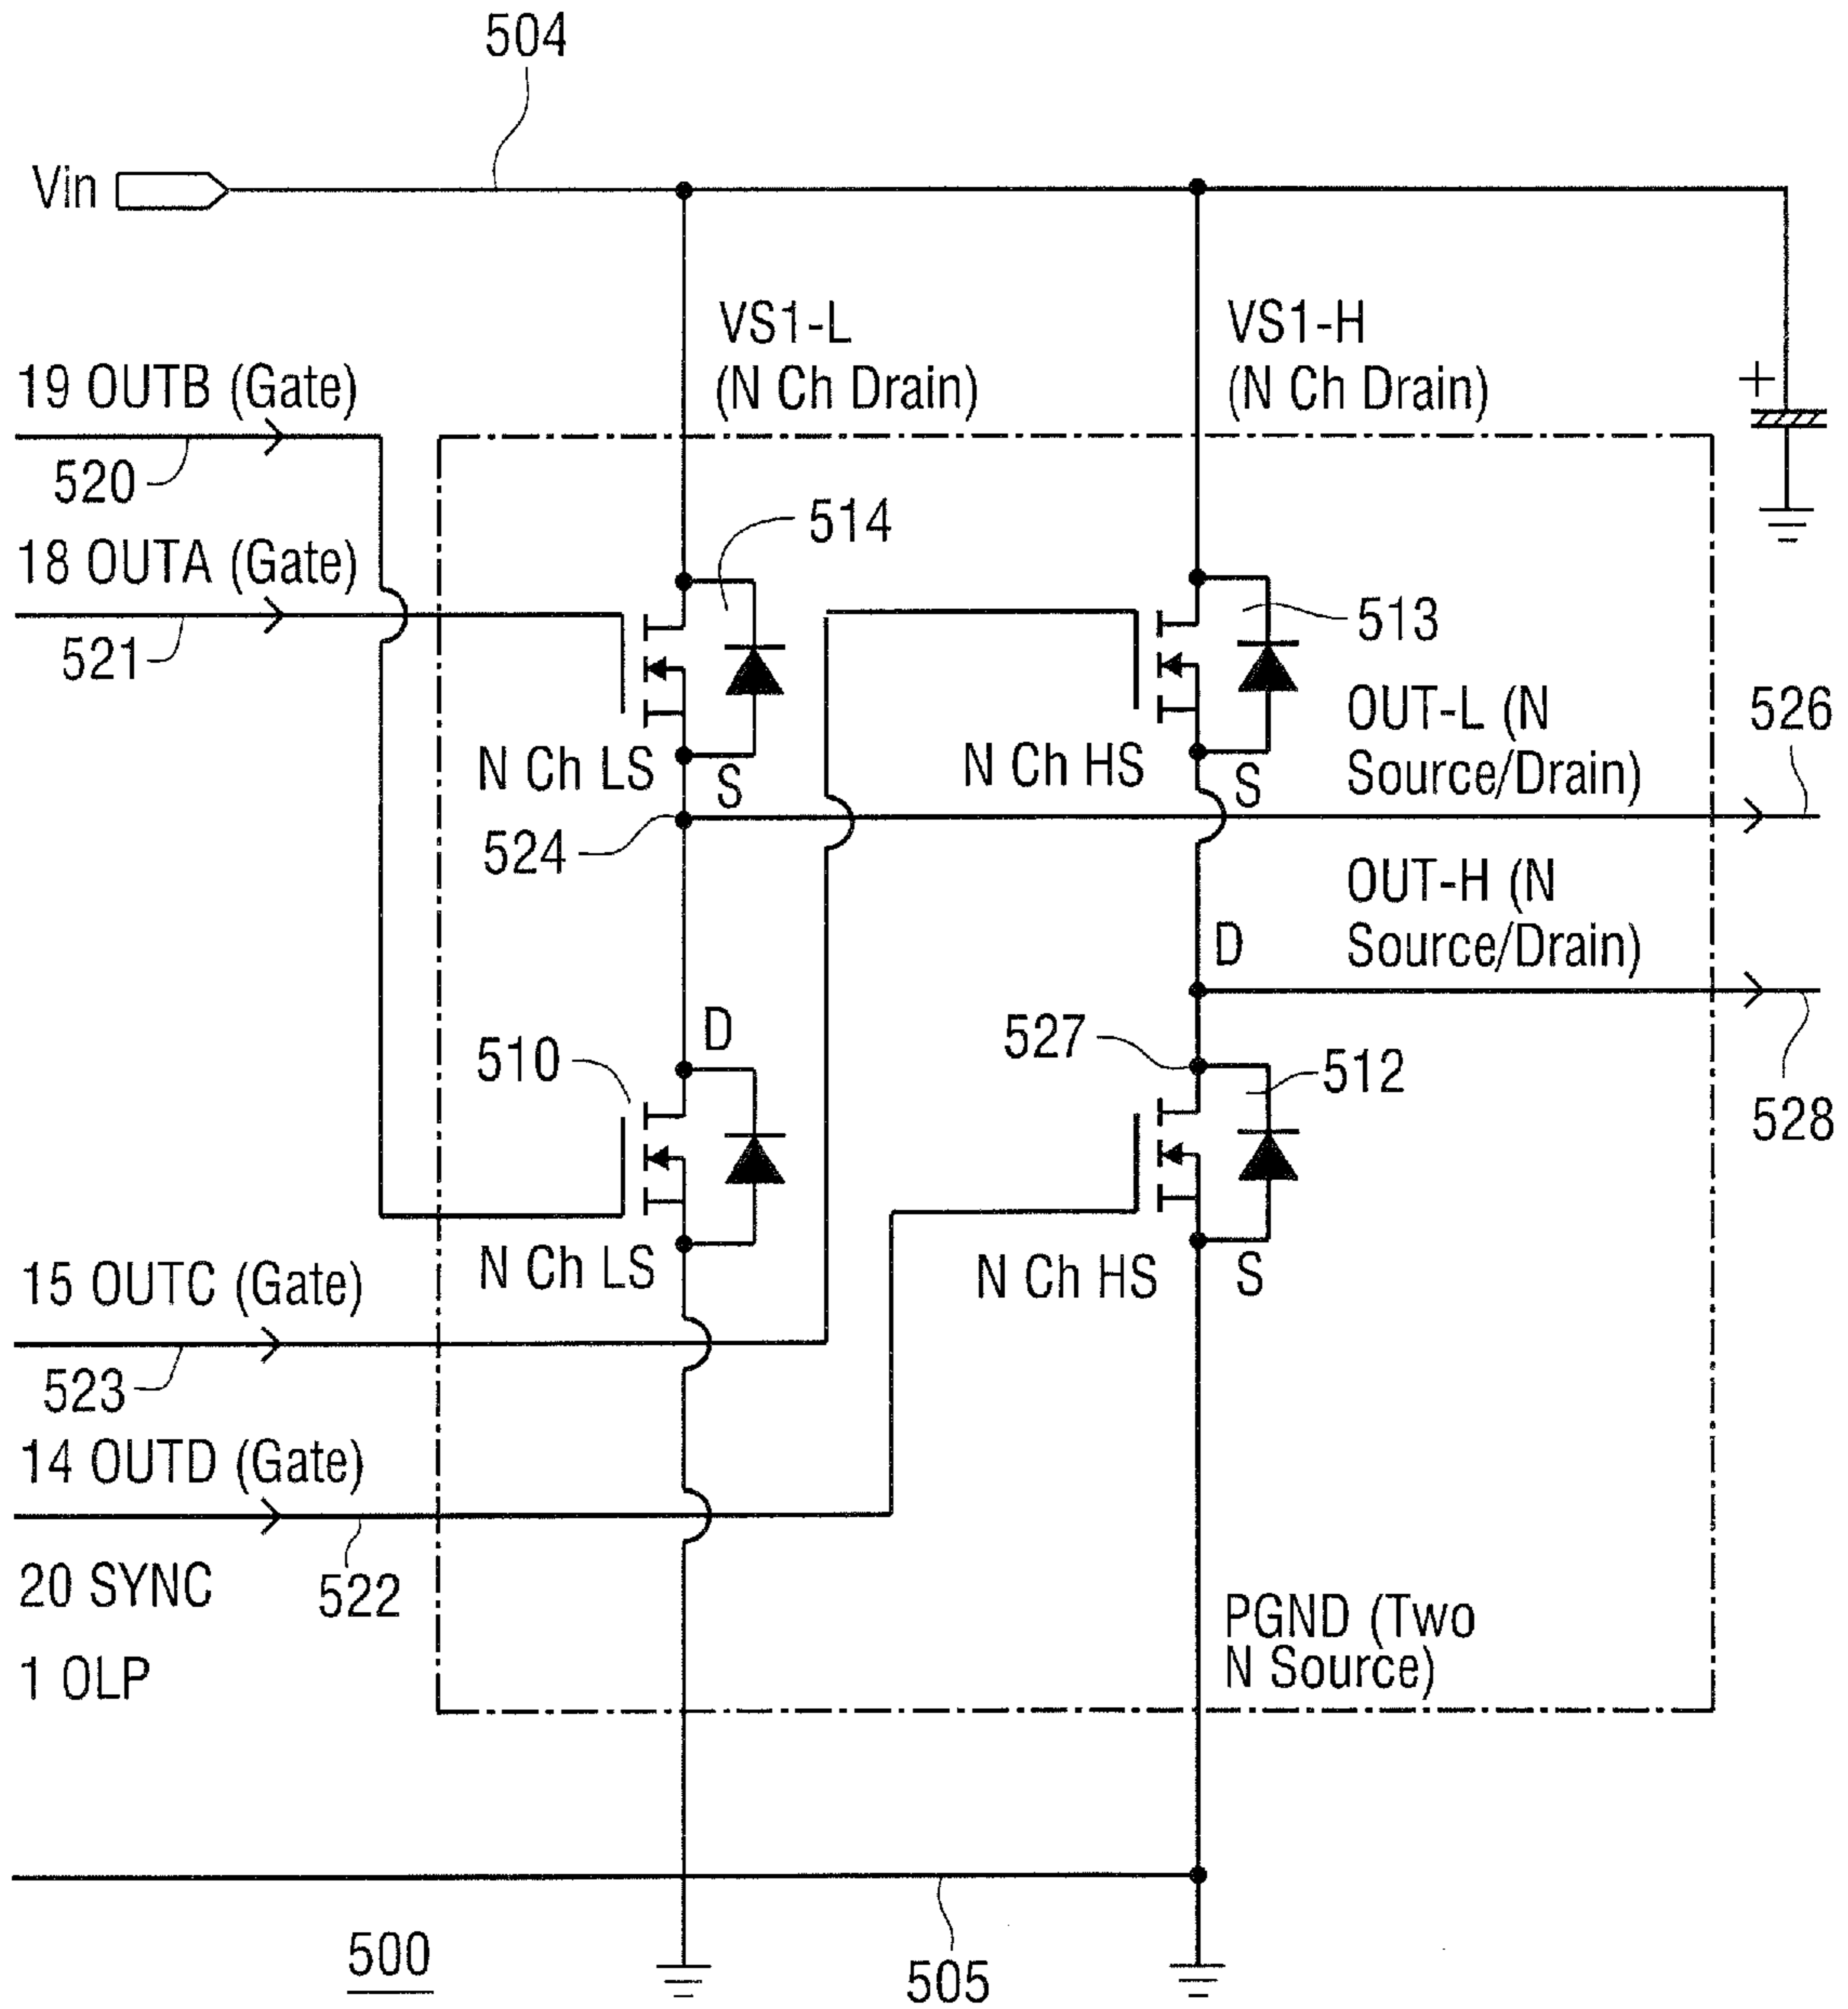 504
Vin
VS1-L
(N Ch Drain)
VS1-H
(N Ch Drain)
+
19 OUTB (Gate)
520
514
18 OUTA (Gate)
521
513
OUT-L (N
Source/Drain)
526
N Ch LS
S
N Ch HS
S
524
OUT-H (N
Source/Drain)
D
528
D
510
527
512
N Ch LS
N Ch HS
S
15 OUTC (Gate)
523
14 OUTD (Gate)
522
20 SYNC
1 OLP
PGND (Two
N Source)
500
505